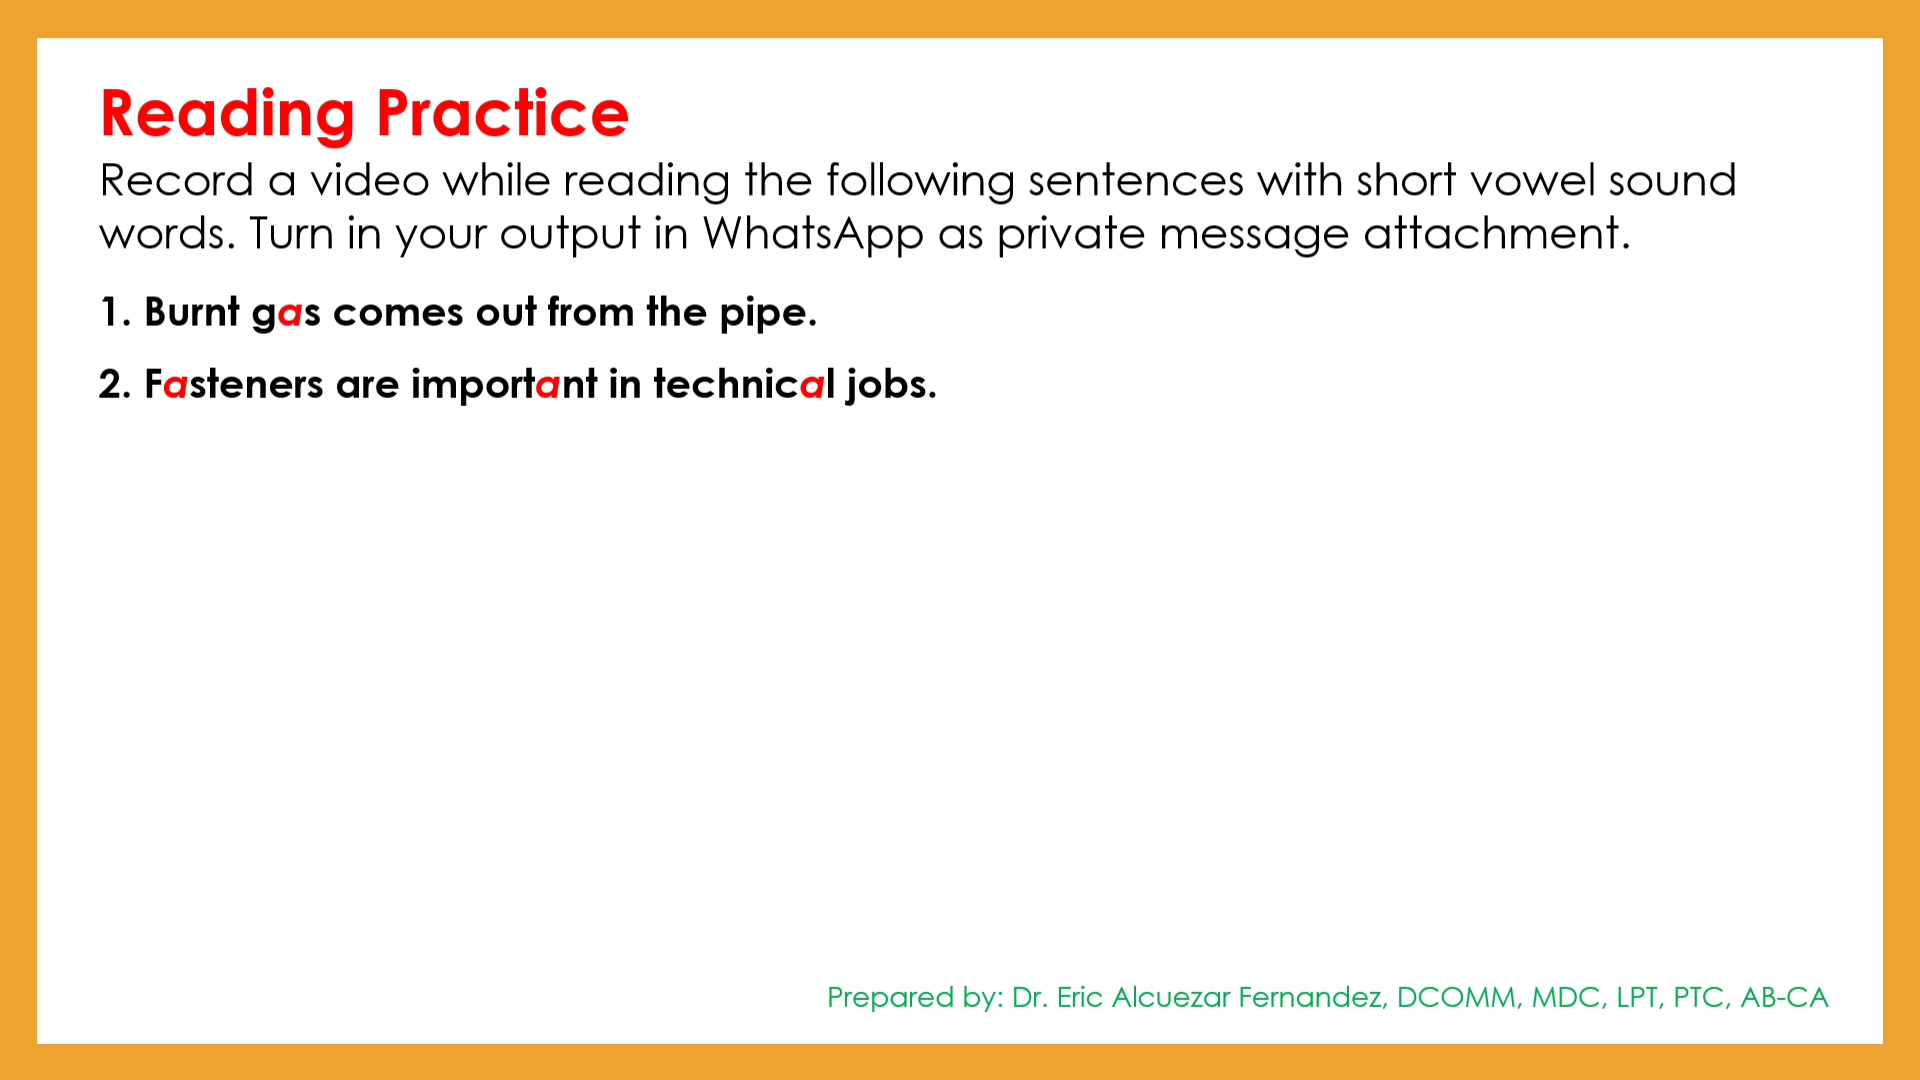 Reading Practice
Record a video while reading the following sentences with short vowel sound
words. Turn in your output in WhatsApp as private message attachment.
1. Burnt gas comes out from the pipe.
2. Fasteners are important in technical jobs.
Prepared by: Dr. Eric Alcuezar Fernandez, DCOMM, MDC, LPT, PTC, AB-CA